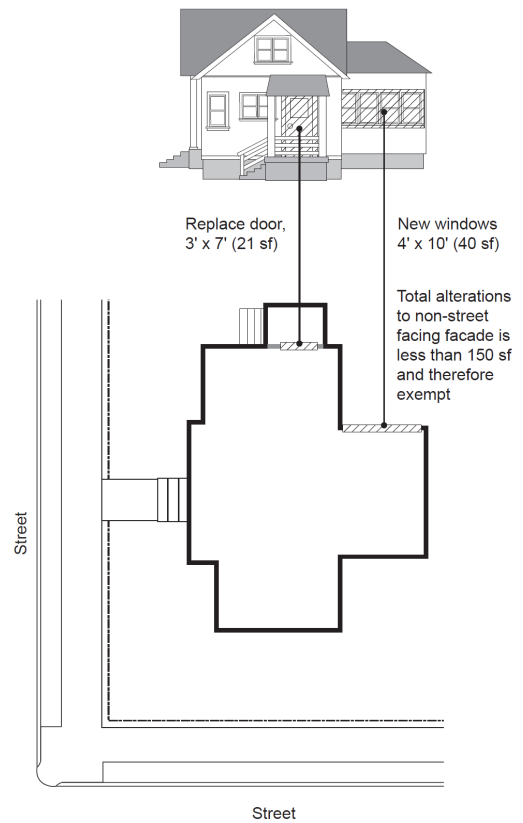 Replace door,
3' x 7' (21 sf)
New windows
4' x 10' (40 sf)
Total alterations
to non-street
facing facade is
less than 150 sf
and therefore
exempt
Street
Street